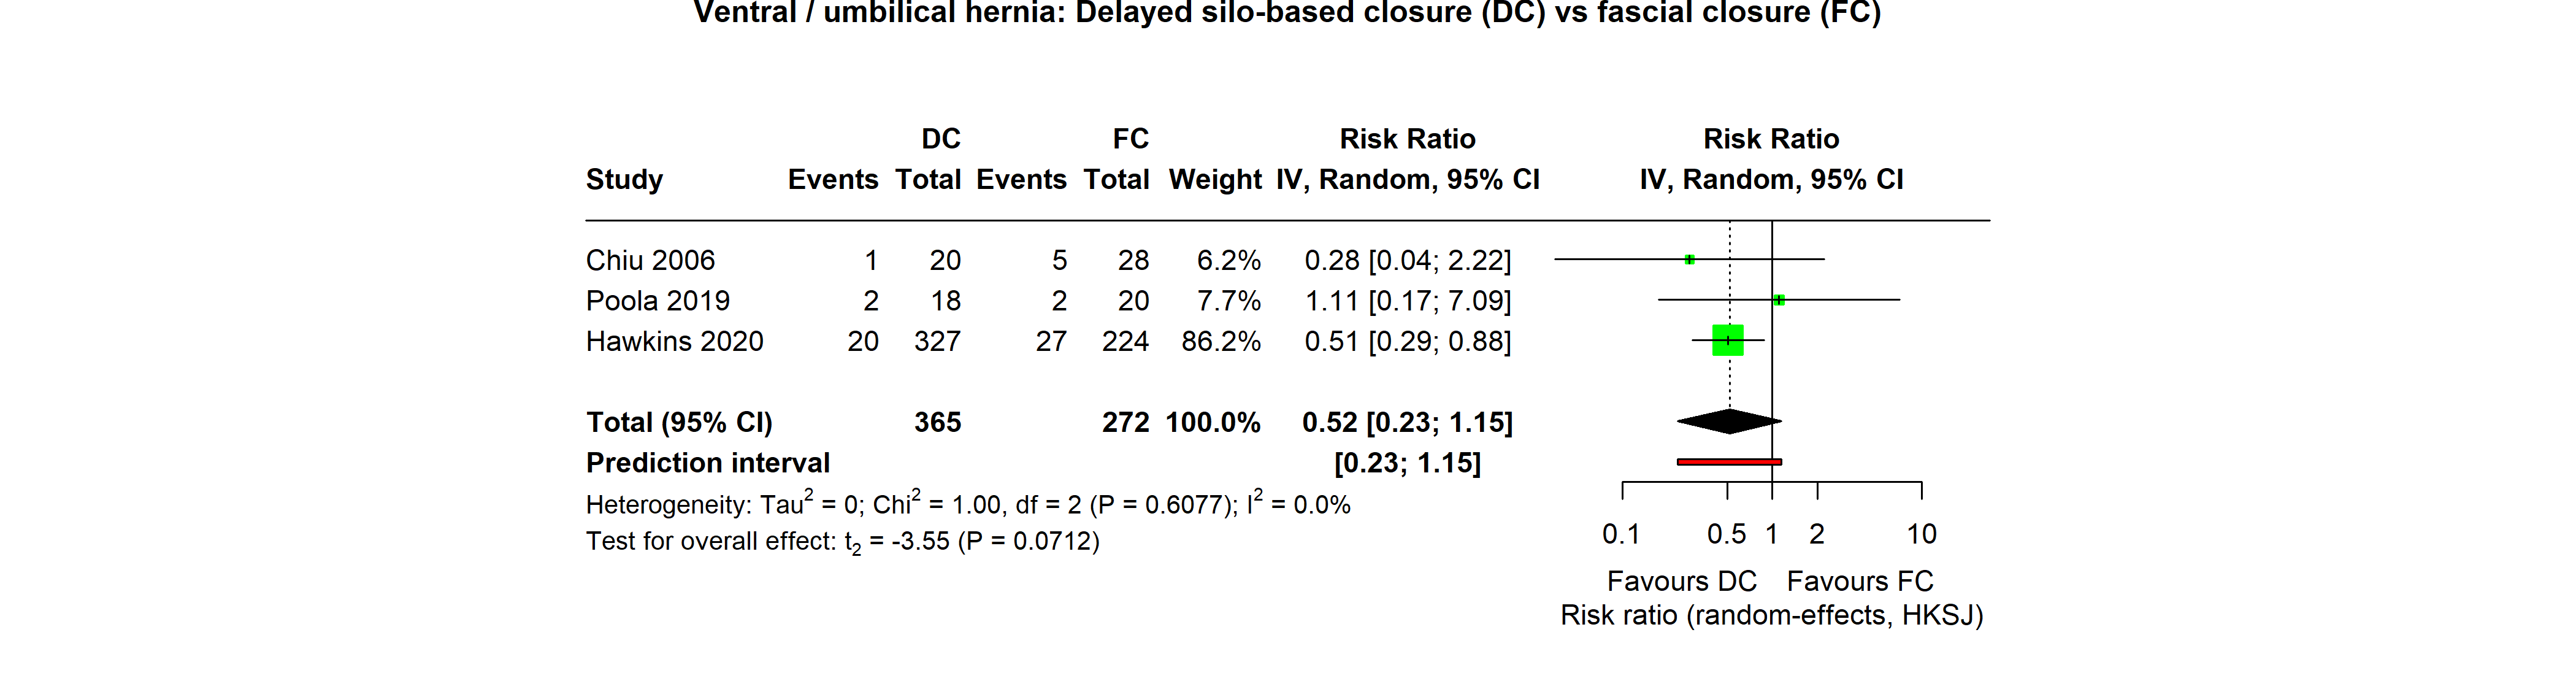 Ventral / umbilical hernia: Delayed silo-based closure (DC) vs fascial closure (FC)
DC FC Risk Ratio Risk Ratio
Study Events Total Events Total Weight IV, Random, 95% CI IV, Random, 95% CI
Chiu 2006 1 20 5 28 6.2% 0.28 [0.04; 2.22]
Poola 2019 2 18 2 20 7.7% 1.11 [0.17; 7.09]
Hawkins 2020 20 327 27 224 86.2% 0.51 [0.29; 0.88]
Total (95% CI) 365 272 100.0% 0.52 [0.23; 1.15]
Prediction interval [0.23; 1.15]
Heterogeneity: Tau² = 0; Chi² = 1.00, df = 2 (P = 0.6077); I² = 0.0%
Test for overall effect: t₂ = -3.55 (P = 0.0712)
0.1 0.5 1 2 10
Favours DC Favours FC
Risk ratio (random-effects, HKSJ)